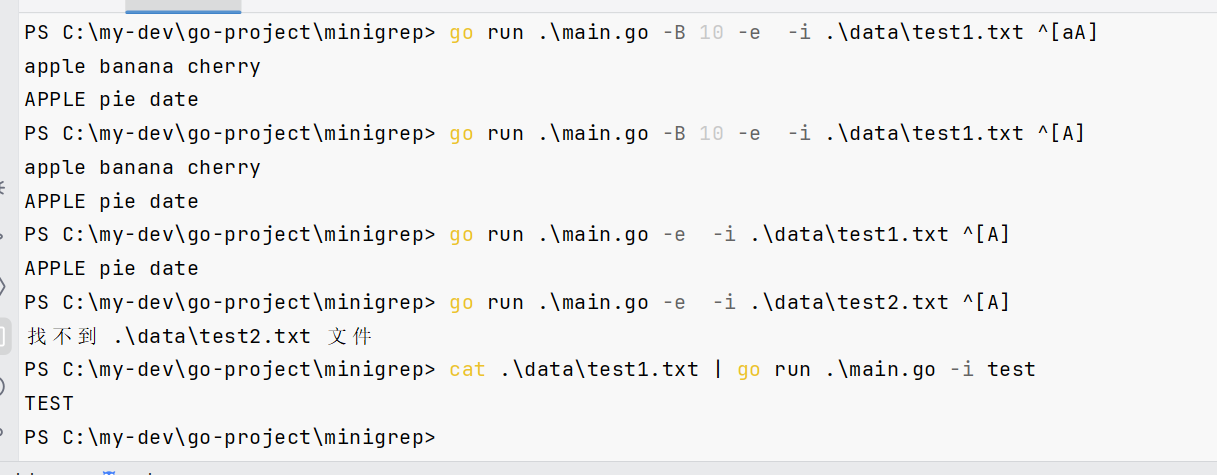 PS C:\my-dev\go-project\minigrep> go run .\main.go -B 10 -e  -i .\data\test1.txt ^[aA]
apple banana cherry
APPLE pie date
PS C:\my-dev\go-project\minigrep> go run .\main.go -B 10 -e  -i .\data\test1.txt ^[A]
apple banana cherry
APPLE pie date
PS C:\my-dev\go-project\minigrep> go run .\main.go -e  -i .\data\test1.txt ^[A]
APPLE pie date
PS C:\my-dev\go-project\minigrep> go run .\main.go -e  -i .\data\test2.txt ^[A]
找不到 .\data\test2.txt 文件
PS C:\my-dev\go-project\minigrep> cat .\data\test1.txt | go run .\main.go -i test
TEST
PS C:\my-dev\go-project\minigrep>